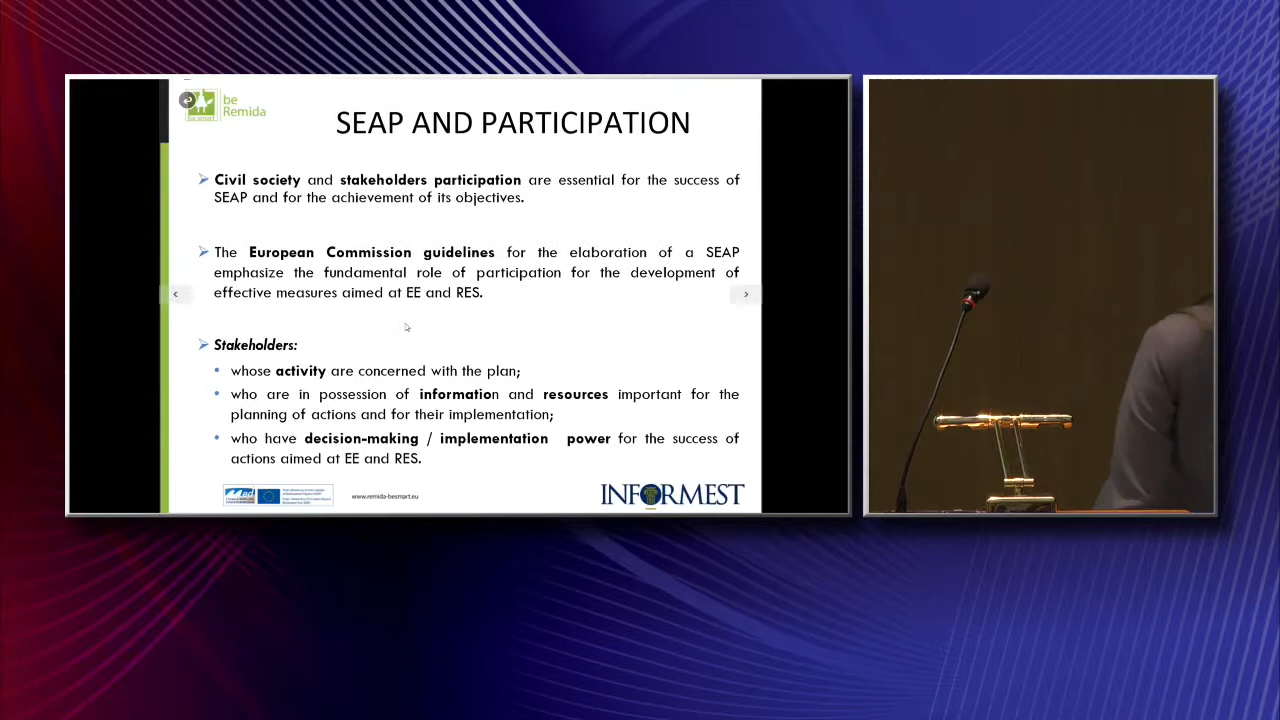 be
Remida
be smart
SEAP AND PARTICIPATION
Civil society and stakeholders participation are essential for the success of
SEAP and for the achievement of its objectives.
The European Commission guidelines for the elaboration of a SEAP
emphasize the fundamental role of participation for the development of
effective measures aimed at EE and RES.
Stakeholders:
whose activity are concerned with the plan;
who are in possession of information and resources important for the
planning of actions and for their implementation;
who have decision-making / implementation power for the success of
actions aimed at EE and RES.
Med
www.remida-besmart.eu
INFORMEST